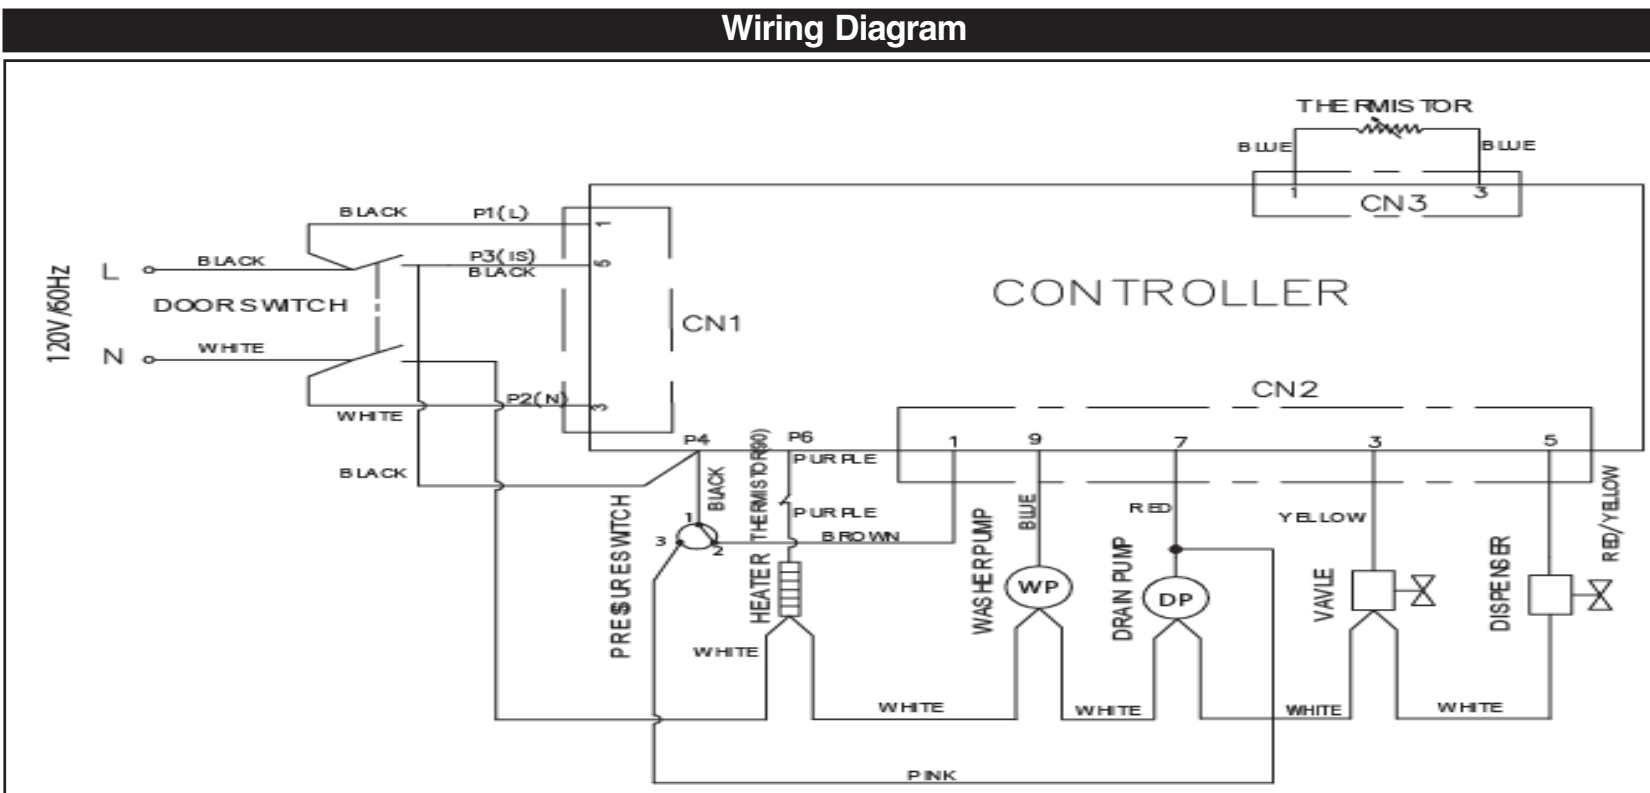 Wiring Diagram
THERMISTOR
BLUE
BLUE
1
3
CN3
BLACK
P1(L)
1
L
BLACK
P3(IS)
BLACK
5
DOORSWITCH
120V/60Hz
CONTROLLER
CN1
N
WHITE
P2(N)
3
WHITE
CN2
P4
P6
1
9
7
3
5
PURPLE
BLACK
BLACK
THERMISTOR(90)
PURPLE
BROWN
BLUE
RED
YELLOW
RED/YELLOW
PRESSURESWITCH
1
3
2
HEATER
WASHERPUMP
WP
DRAIN PUMP
DP
VAVLE
DISPENSER
WHITE
WHITE
WHITE
WHITE
WHITE
PINK